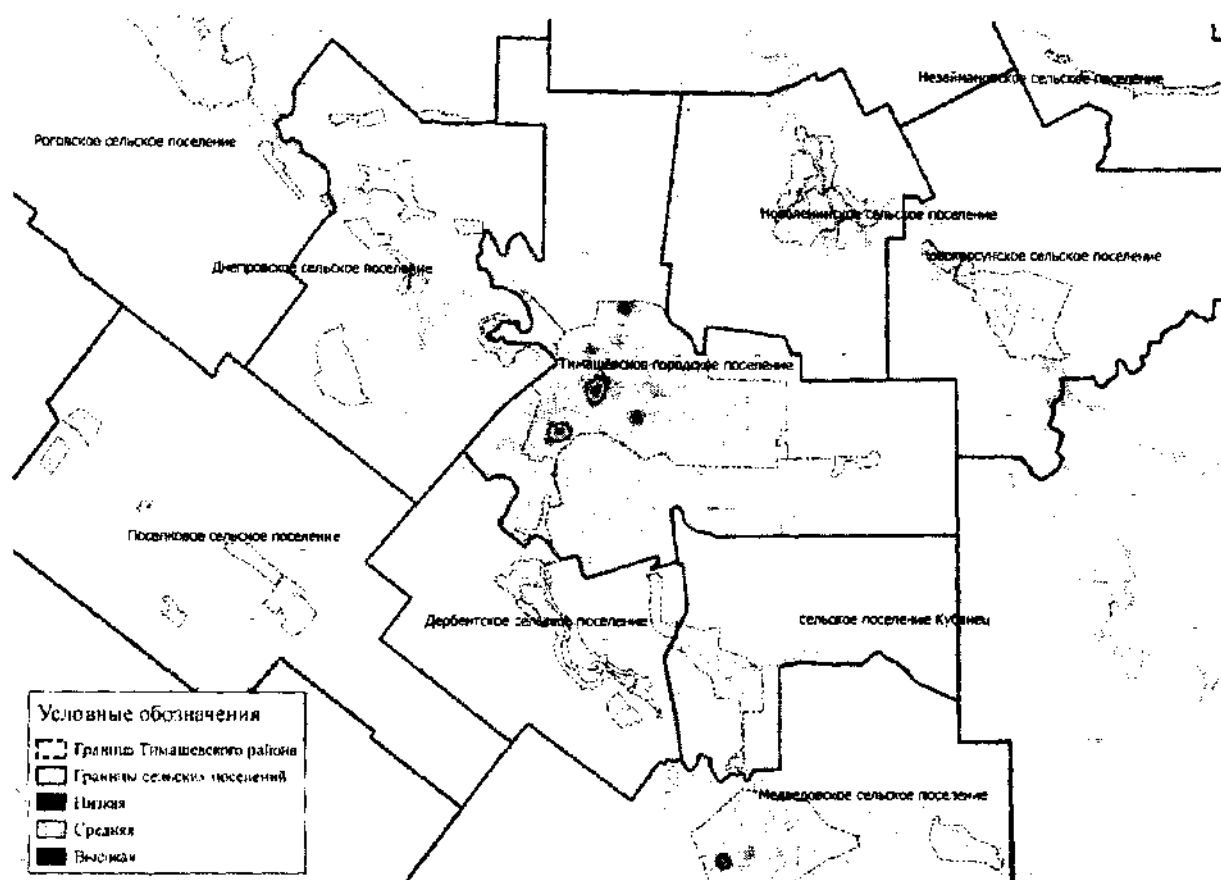 Незаймановское сельское поселение
Роговское сельское поселение
Новоленинское сельское поселение
Новокорсунское сельское поселение
Днепровское сельское поселение
Тимашевское городское поселение
Поселковое сельское поселение
Дербентское сельское поселение
сельское поселение Кубанец
Медведовское сельское поселение
Условные обозначения
Границы Тимашевского района
Границы сельских поселений
Низкая
Средняя
Высокая